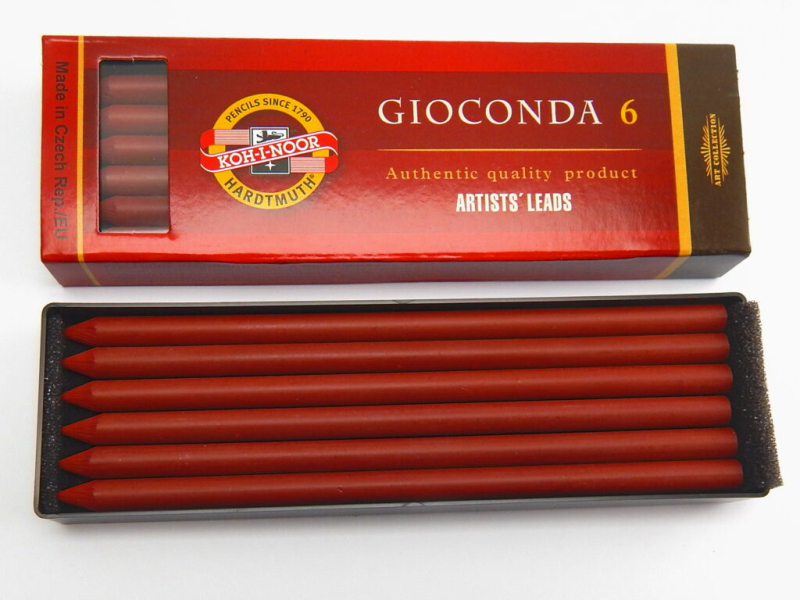 Made in Czech Rep./EU
PENCILS SINCE 1790
KOH-I-NOOR
HARDTMUTH®
GIOCONDA 6
Authentic quality product
ARTISTS´ LEADS
ART COLLECTION